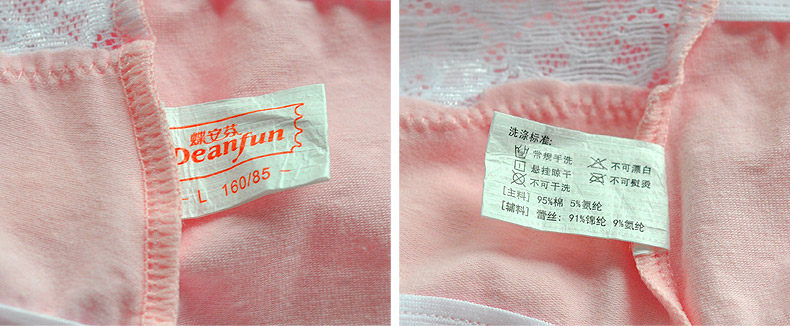 蝶安芬
Deanfun
- L 160/85 -
洗涤标准:
常规手洗 不可漂白
悬挂晾干 不可熨烫
不可干洗
[主料] 95%棉 5%氨纶
[辅料] 蕾丝: 91%锦纶 9%氨纶